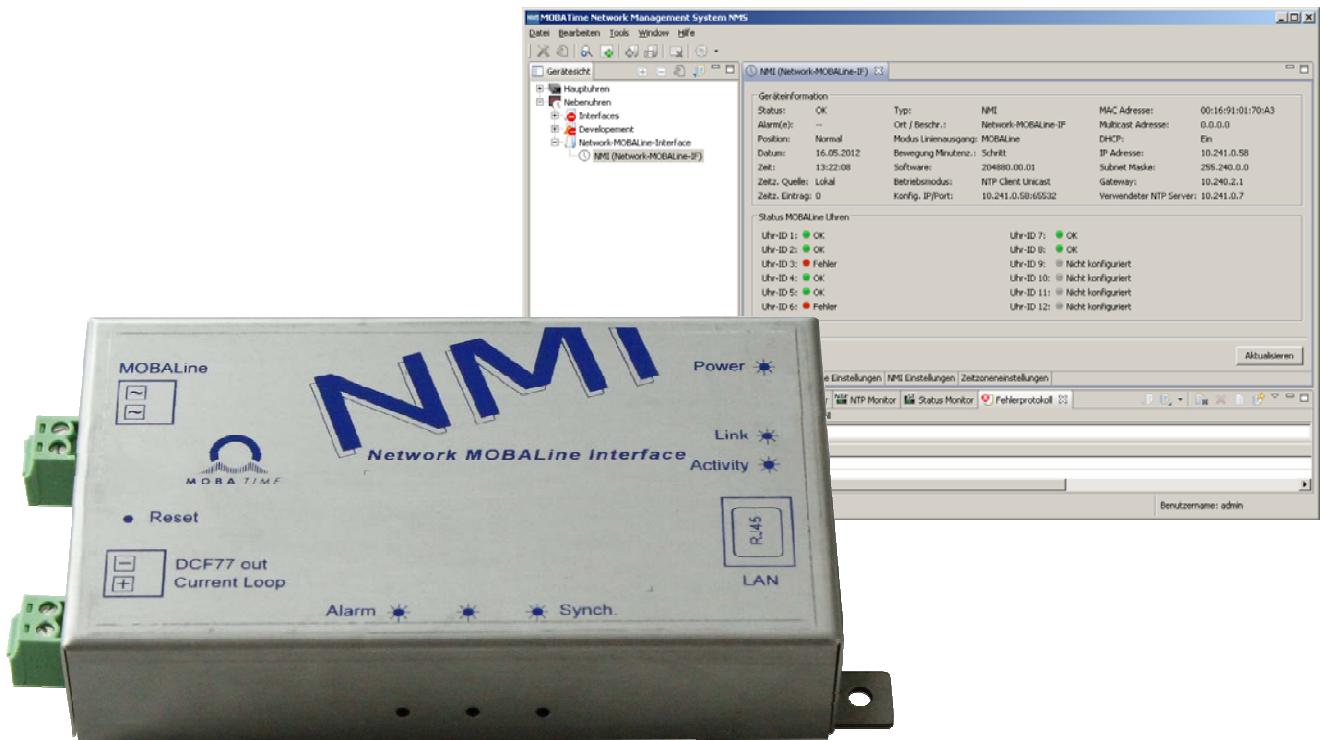 MOBATime Network Management System NMS
Datei Bearbeiten Tools Window Hilfe
Gerätesicht
Hauptuhren
Nebenuhren
Interfaces
Developement
Network-MOBALine-Interface
NMI (Network-MOBALine-IF)
NMI (Network-MOBALine-IF)
Geräteinformation
Status: OK Typ: NMI MAC Adresse: 00:16:91:01:70:A3
Alarm(e): -- Ort / Beschr.: Network-MOBALine-IF Multicast Adresse: 0.0.0.0
Position: Normal Modus Linienausgang: MOBALine DHCP: Ein
Datum: 16.05.2012 Bewegung Minutenz.: Schritt IP Adresse: 10.241.0.58
Zeit: 13:22:08 Software: 204880.00.01 Subnet Maske: 255.240.0.0
Zeitz. Quelle: Lokal Betriebsmodus: NTP Client Unicast Gateway: 10.240.2.1
Zeitz. Eintrag: 0 Konfig. IP/Port: 10.241.0.58:65532 Verwendeter NTP Server: 10.241.0.7
Status MOBALine Uhren
Uhr-ID 1: OK Uhr-ID 7: OK
Uhr-ID 2: OK Uhr-ID 8: OK
Uhr-ID 3: Fehler Uhr-ID 9: Nicht konfiguriert
Uhr-ID 4: OK Uhr-ID 10: Nicht konfiguriert
Uhr-ID 5: OK Uhr-ID 11: Nicht konfiguriert
Uhr-ID 6: Fehler Uhr-ID 12: Nicht konfiguriert
Aktualisieren
e Einstellungen NMI Einstellungen Zeitzoneneinstellungen
NTP Monitor Status Monitor Fehlerprotokoll
Benutzername: admin
MOBALine
NMI
Network MOBALine Interface
MOBATIME
Power
Link
Activity
Reset
RJ45
LAN
DCF77 out
Current Loop
Alarm Synch.